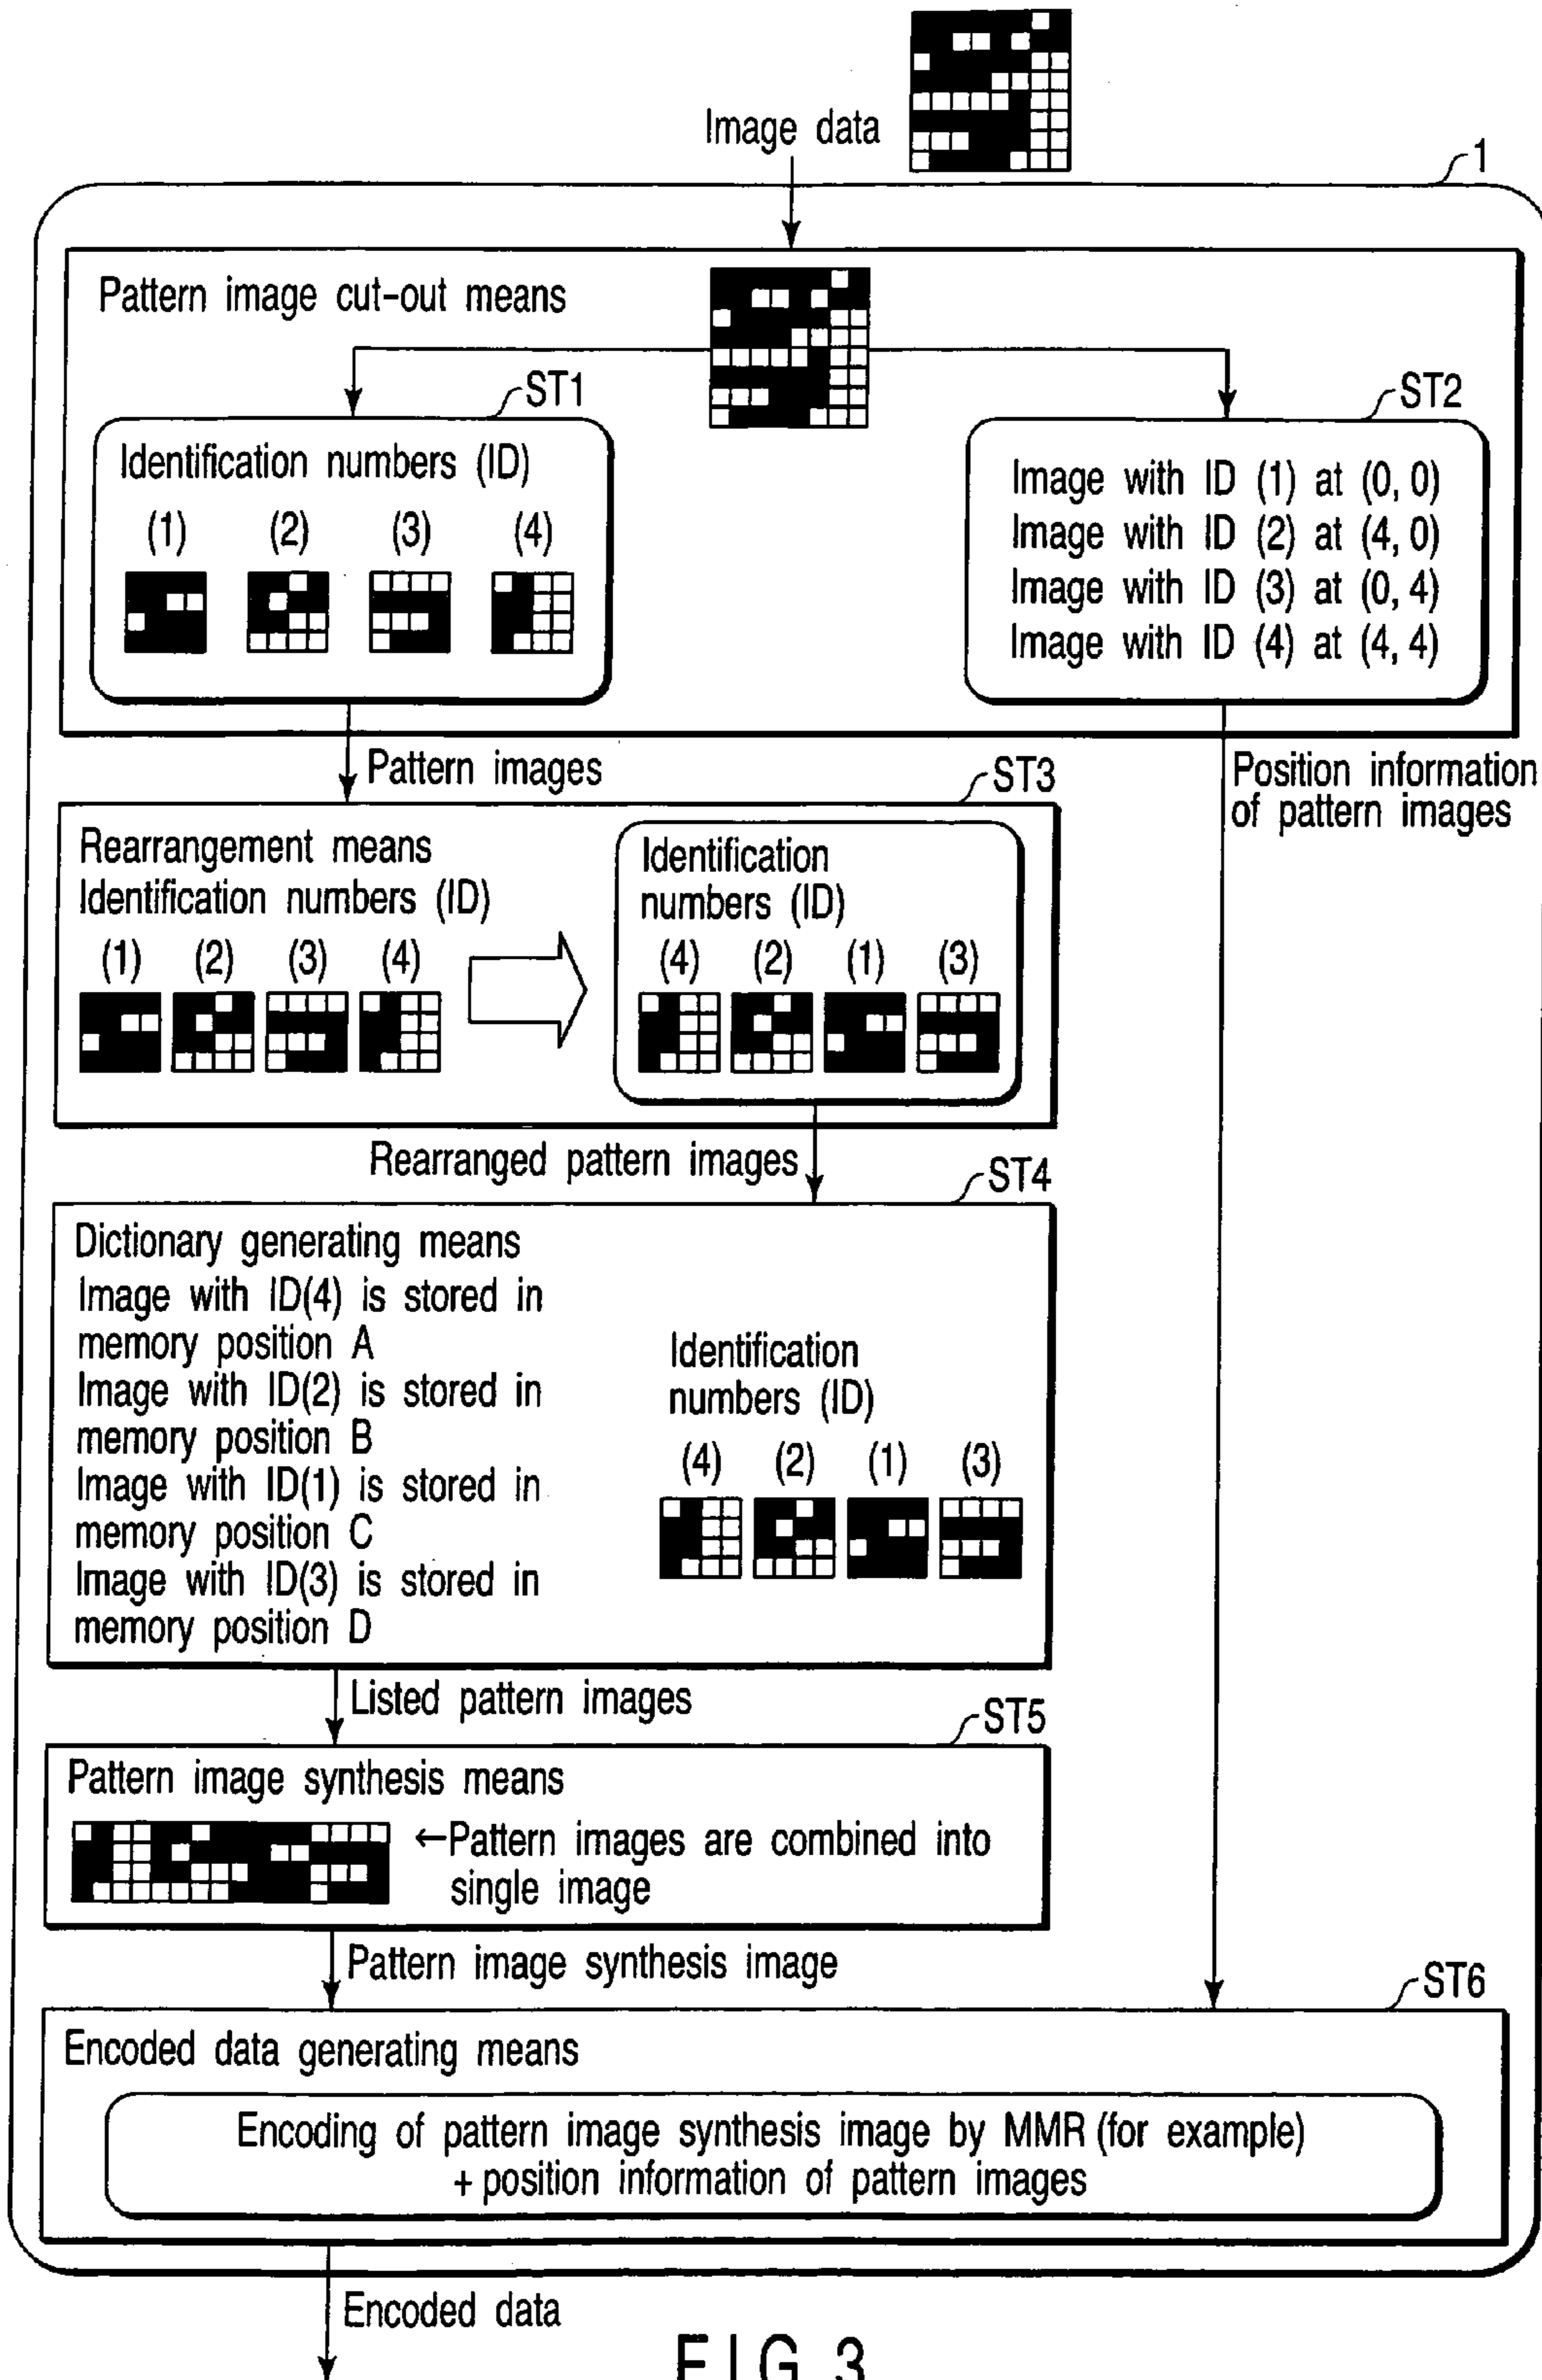 Image data
1
Pattern image cut-out means
ST1
Identification numbers (ID)
(1) (2) (3) (4)
ST2
Image with ID (1) at (0, 0)
Image with ID (2) at (4, 0)
Image with ID (3) at (0, 4)
Image with ID (4) at (4, 4)
Pattern images
Position information
of pattern images
ST3
Rearrangement means
Identification numbers (ID)
(1) (2) (3) (4)
Identification
numbers (ID)
(4) (2) (1) (3)
Rearranged pattern images
ST4
Dictionary generating means
Image with ID(4) is stored in
memory position A
Image with ID(2) is stored in
memory position B
Image with ID(1) is stored in
memory position C
Image with ID(3) is stored in
memory position D
Identification
numbers (ID)
(4) (2) (1) (3)
Listed pattern images
ST5
Pattern image synthesis means
←Pattern images are combined into
single image
Pattern image synthesis image
ST6
Encoded data generating means
Encoding of pattern image synthesis image by MMR (for example)
+ position information of pattern images
Encoded data
FIG. 3